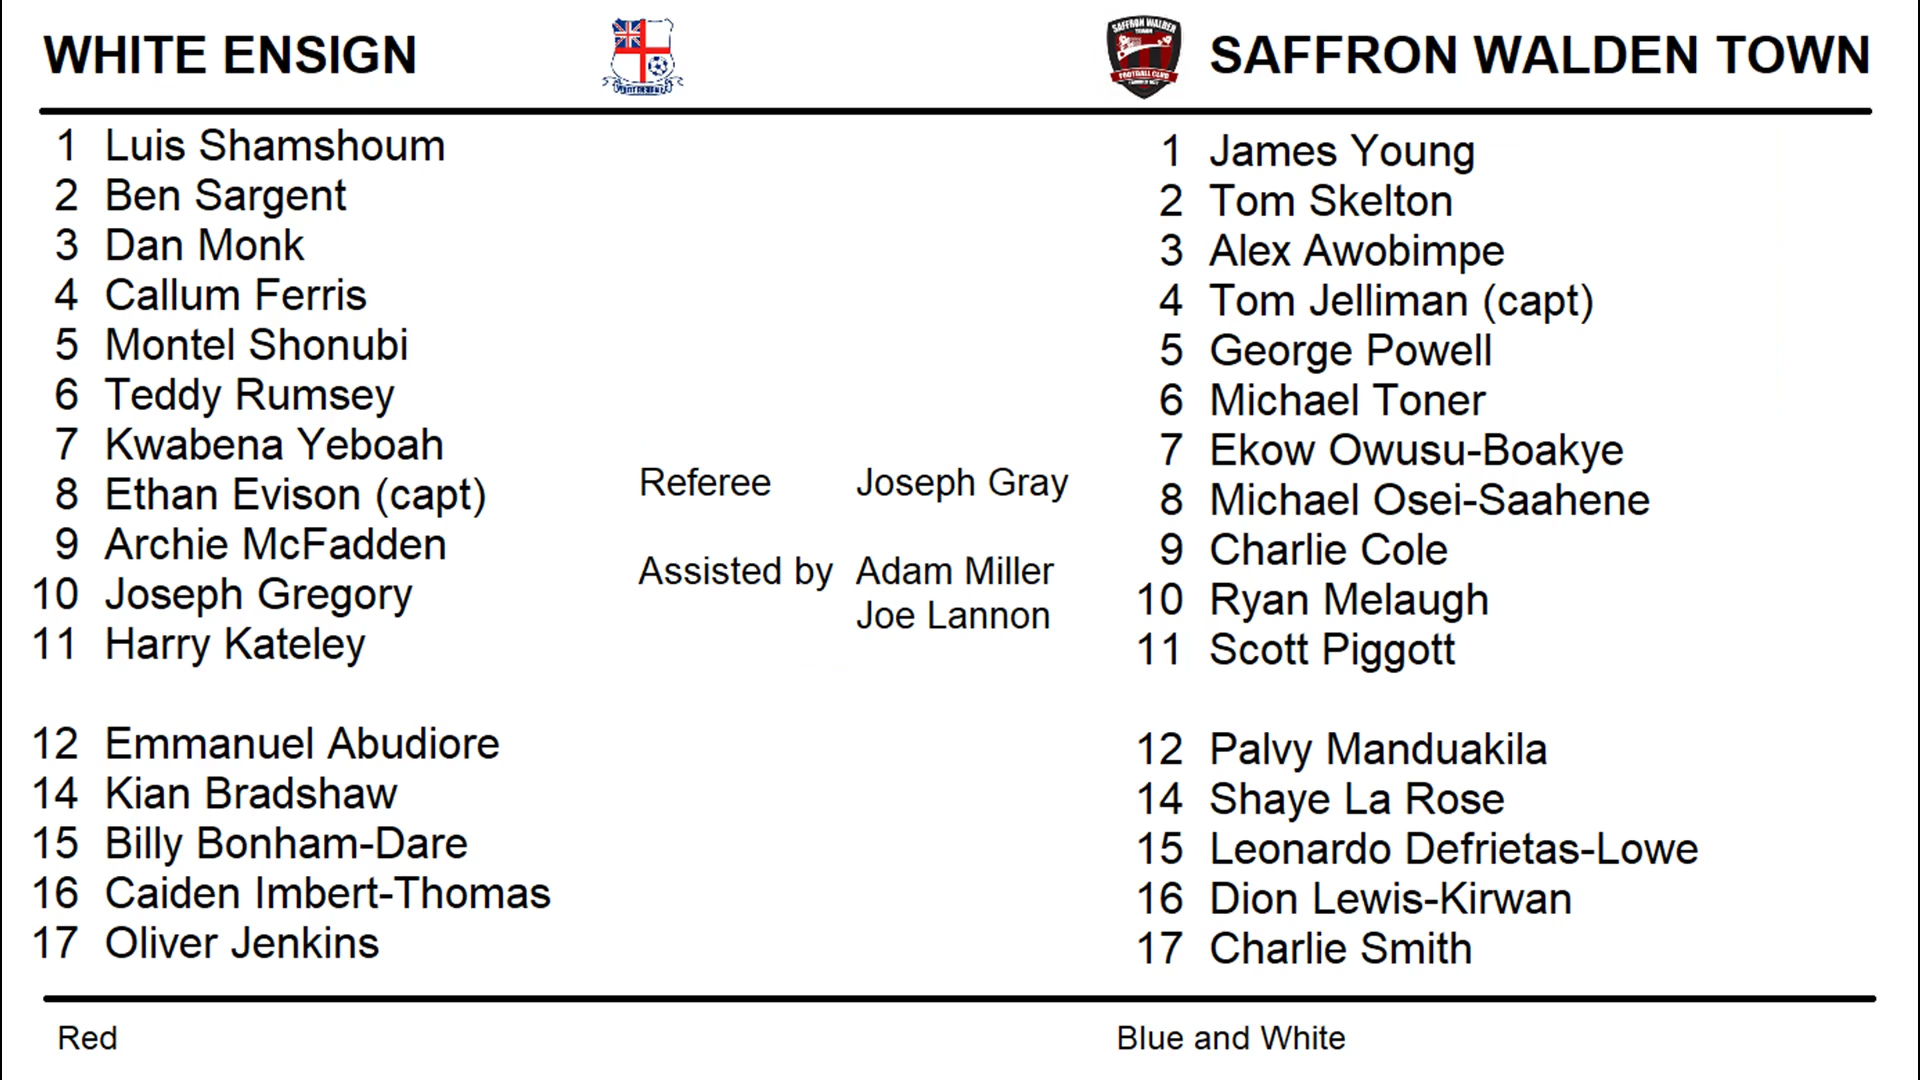 WHITE ENSIGN
1 Luis Shamshoum
2 Ben Sargent
3 Dan Monk
4 Callum Ferris
5 Montel Shonubi
6 Teddy Rumsey
7 Kwabena Yeboah
8 Ethan Evison (capt)
9 Archie McFadden
10 Joseph Gregory
11 Harry Kateley
12 Emmanuel Abudiore
14 Kian Bradshaw
15 Billy Bonham-Dare
16 Caiden Imbert-Thomas
17 Oliver Jenkins
Red
Referee Joseph Gray
Assisted by Adam Miller
Joe Lannon
SAFFRON WALDEN
TOWN
FOOTBALL CLUB
SAFFRON WALDEN TOWN
1 James Young
2 Tom Skelton
3 Alex Awobimpe
4 Tom Jelliman (capt)
5 George Powell
6 Michael Toner
7 Ekow Owusu-Boakye
8 Michael Osei-Saahene
9 Charlie Cole
10 Ryan Melaugh
11 Scott Piggott
12 Palvy Manduakila
14 Shaye La Rose
15 Leonardo Defrietas-Lowe
16 Dion Lewis-Kirwan
17 Charlie Smith
Blue and White